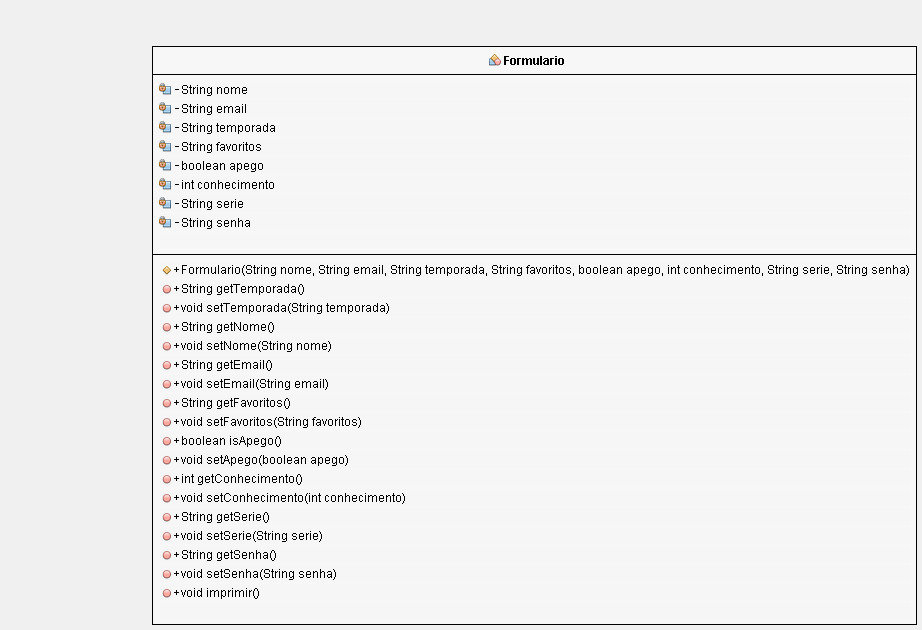 Formulario
-String nome
-String email
-String temporada
-String favoritos
-boolean apego
-int conhecimento
-String serie
-String senha
+Formulario(String nome, String email, String temporada, String favoritos, boolean apego, int conhecimento, String serie, String senha)
+String getTemporada()
+void setTemporada(String temporada)
+String getNome()
+void setNome(String nome)
+String getEmail()
+void setEmail(String email)
+String getFavoritos()
+void setFavoritos(String favoritos)
+boolean isApego()
+void setApego(boolean apego)
+int getConhecimento()
+void setConhecimento(int conhecimento)
+String getSerie()
+void setSerie(String serie)
+String getSenha()
+void setSenha(String senha)
+void imprimir()